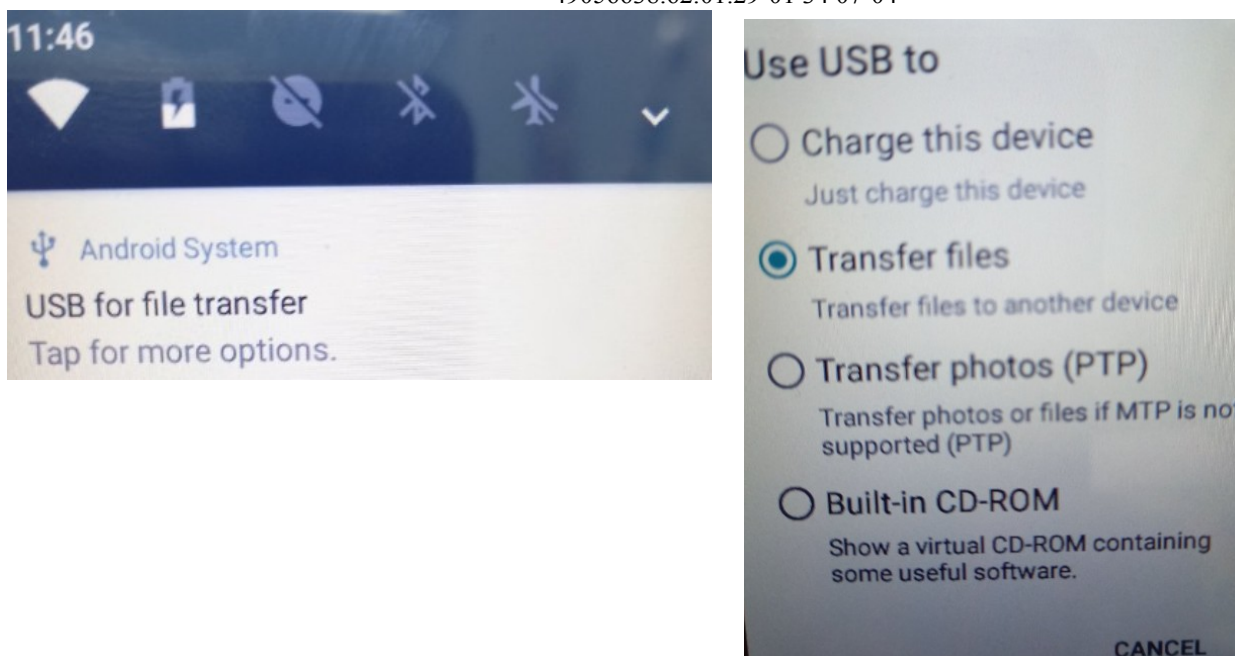 11:46
Android System
USB for file transfer
Tap for more options.
Use USB to
Charge this device
Just charge this device
Transfer files
Transfer files to another device
Transfer photos (PTP)
Transfer photos or files if MTP is not
supported (PTP)
Built-in CD-ROM
Show a virtual CD-ROM containing
some useful software.
CANCEL